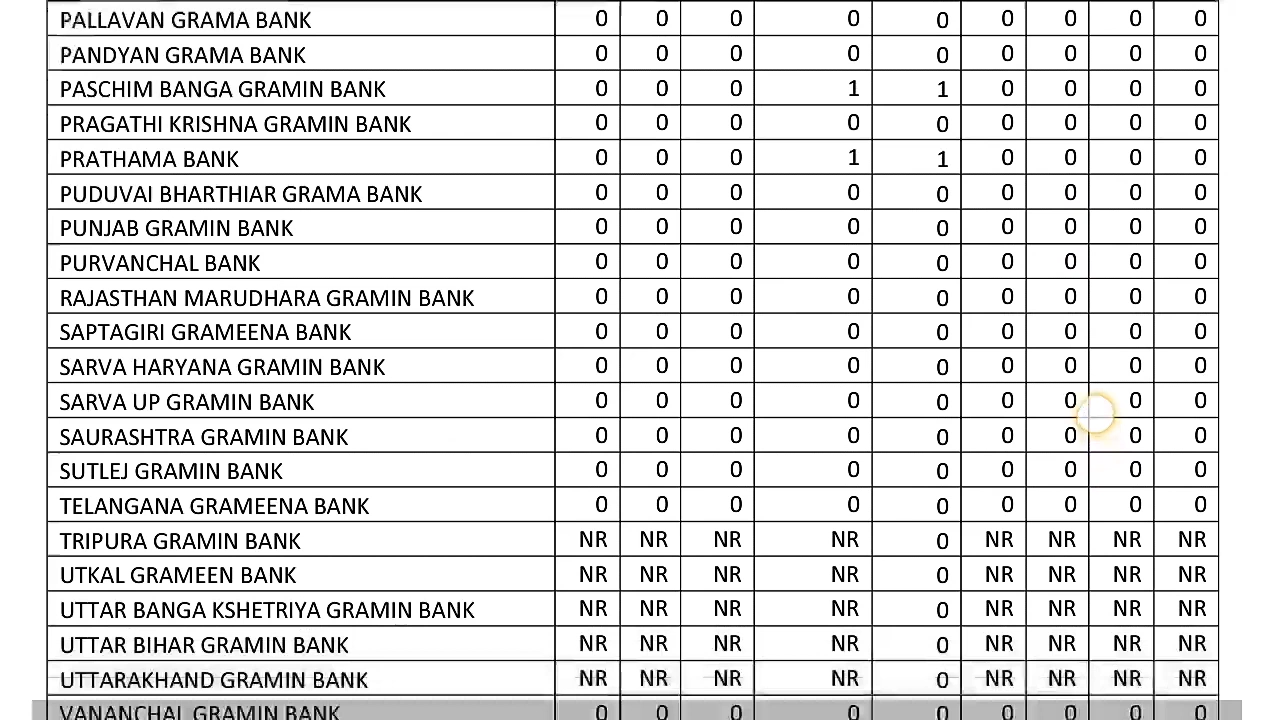 PALLAVAN GRAMA BANK 0 0 0 0 0 0 0 0 0
PANDYAN GRAMA BANK 0 0 0 0 0 0 0 0 0
PASCHIM BANGA GRAMIN BANK 0 0 0 1 1 0 0 0 0
PRAGATHI KRISHNA GRAMIN BANK 0 0 0 0 0 0 0 0 0
PRATHAMA BANK 0 0 0 1 1 0 0 0 0
PUDUVAI BHARTHIAR GRAMA BANK 0 0 0 0 0 0 0 0 0
PUNJAB GRAMIN BANK 0 0 0 0 0 0 0 0 0
PURVANCHAL BANK 0 0 0 0 0 0 0 0 0
RAJASTHAN MARUDHARA GRAMIN BANK 0 0 0 0 0 0 0 0 0
SAPTAGIRI GRAMEENA BANK 0 0 0 0 0 0 0 0 0
SARVA HARYANA GRAMIN BANK 0 0 0 0 0 0 0 0 0
SARVA UP GRAMIN BANK 0 0 0 0 0 0 0 0 0
SAURASHTRA GRAMIN BANK 0 0 0 0 0 0 0 0 0
SUTLEJ GRAMIN BANK 0 0 0 0 0 0 0 0 0
TELANGANA GRAMEENA BANK 0 0 0 0 0 0 0 0 0
TRIPURA GRAMIN BANK NR NR NR NR 0 NR NR NR NR
UTKAL GRAMEEN BANK NR NR NR NR 0 NR NR NR NR
UTTAR BANGA KSHETRIYA GRAMIN BANK NR NR NR NR 0 NR NR NR NR
UTTAR BIHAR GRAMIN BANK NR NR NR NR 0 NR NR NR NR
UTTARAKHAND GRAMIN BANK NR NR NR NR 0 NR NR NR NR
VANANCHAL GRAMIN BANK 0 0 0 0 0 0 0 0 0